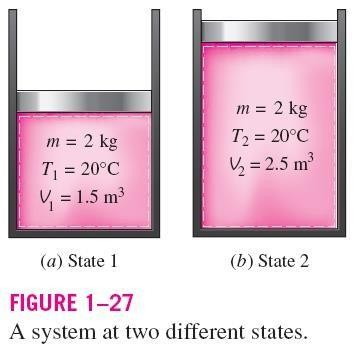 m = 2 kg
T₁ = 20°C
V₁ = 1.5 m³
(a) State 1
m = 2 kg
T₂ = 20°C
V₂ = 2.5 m³
(b) State 2
FIGURE 1–27
A system at two different states.